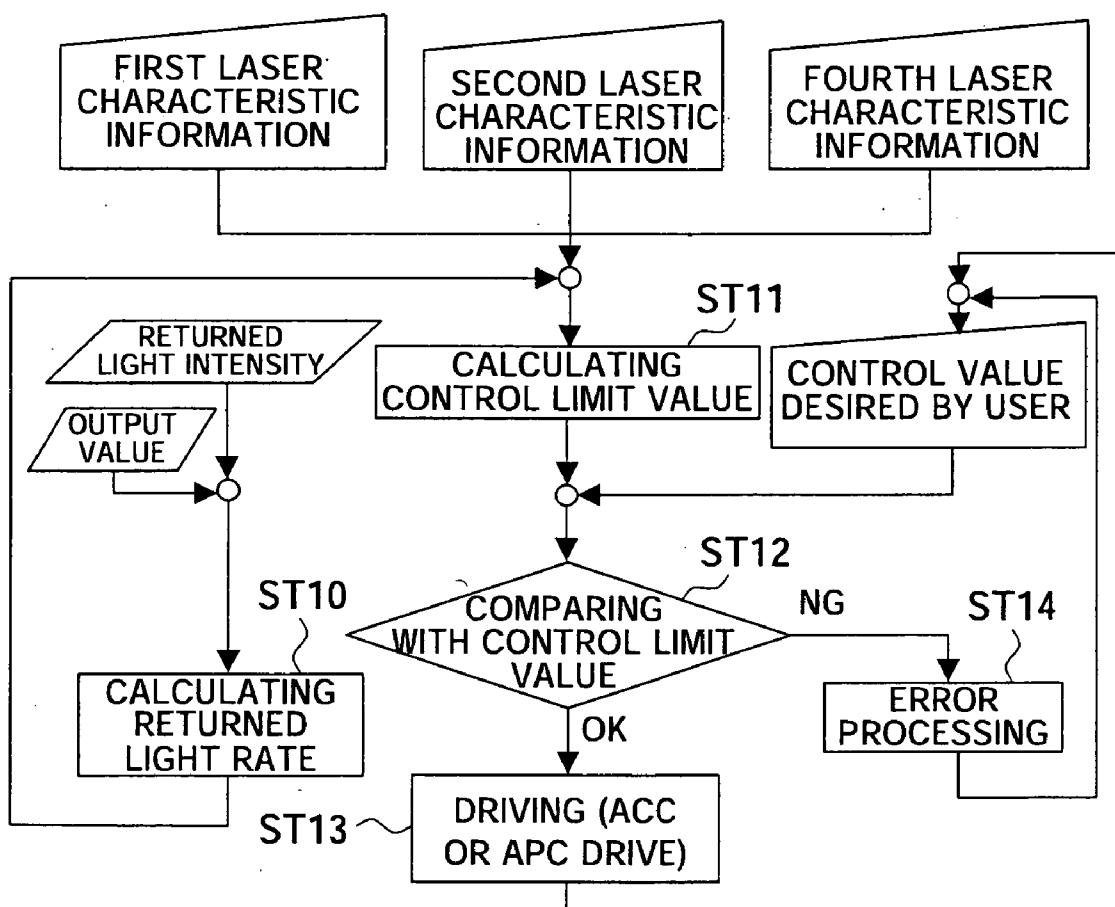 FIRST LASER
CHARACTERISTIC
INFORMATION
SECOND LASER
CHARACTERISTIC
INFORMATION
FOURTH LASER
CHARACTERISTIC
INFORMATION
ST11
RETURNED
LIGHT INTENSITY
CALCULATING
CONTROL LIMIT VALUE
CONTROL VALUE
DESIRED BY USER
OUTPUT
VALUE
ST12
ST10
COMPARING
WITH CONTROL LIMIT
VALUE
NG
ST14
CALCULATING
RETURNED
LIGHT RATE
ERROR
PROCESSING
OK
ST13
DRIVING (ACC
OR APC DRIVE)